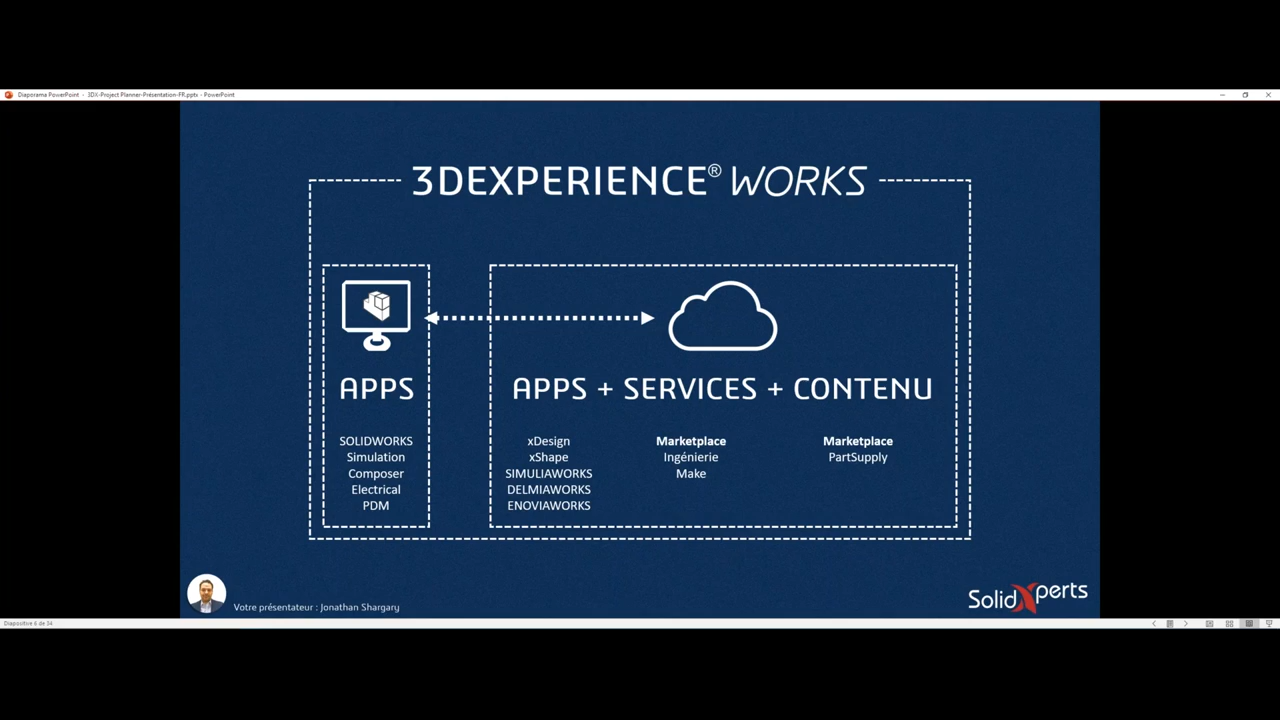 Diaporama PowerPoint - 3DX-Project Planner-Présentation-FR.pptx - PowerPoint
3DEXPERIENCE® WORKS
APPS
APPS + SERVICES + CONTENU
SOLIDWORKS
Simulation
Composer
Electrical
PDM
xDesign
xShape
SIMULIAWORKS
DELMIAWORKS
ENOVIAWORKS
Marketplace
Ingénierie
Make
Marketplace
PartSupply
Votre présentateur : Jonathan Shargary
SolidXperts
Diapositive 6 de 34